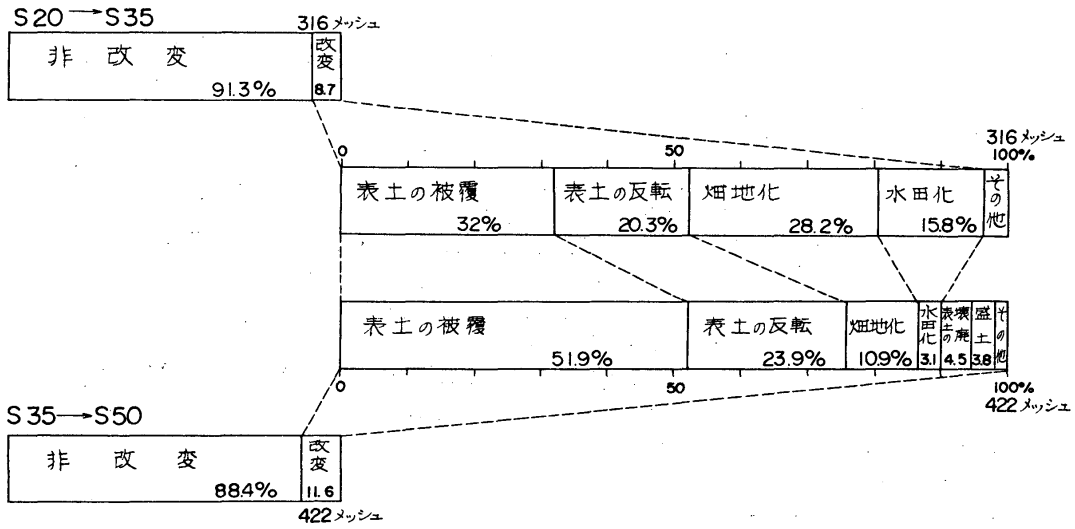 S20→S35
316メッシュ
非改変
91.3%
改変
8.7
316メッシュ
0
50
100%
表土の被覆
32%
表土の反転
20.3%
畑地化
28.2%
水田化
15.8%
その他
表土の被覆
51.9%
表土の反転
23.9%
畑地化
10.9%
水田化
3.1
表土の壊廃
4.5
盛土
3.8
その他
0
50
100%
422メッシュ
S35→S50
非改変
88.4%
改変
11.6
422メッシュ